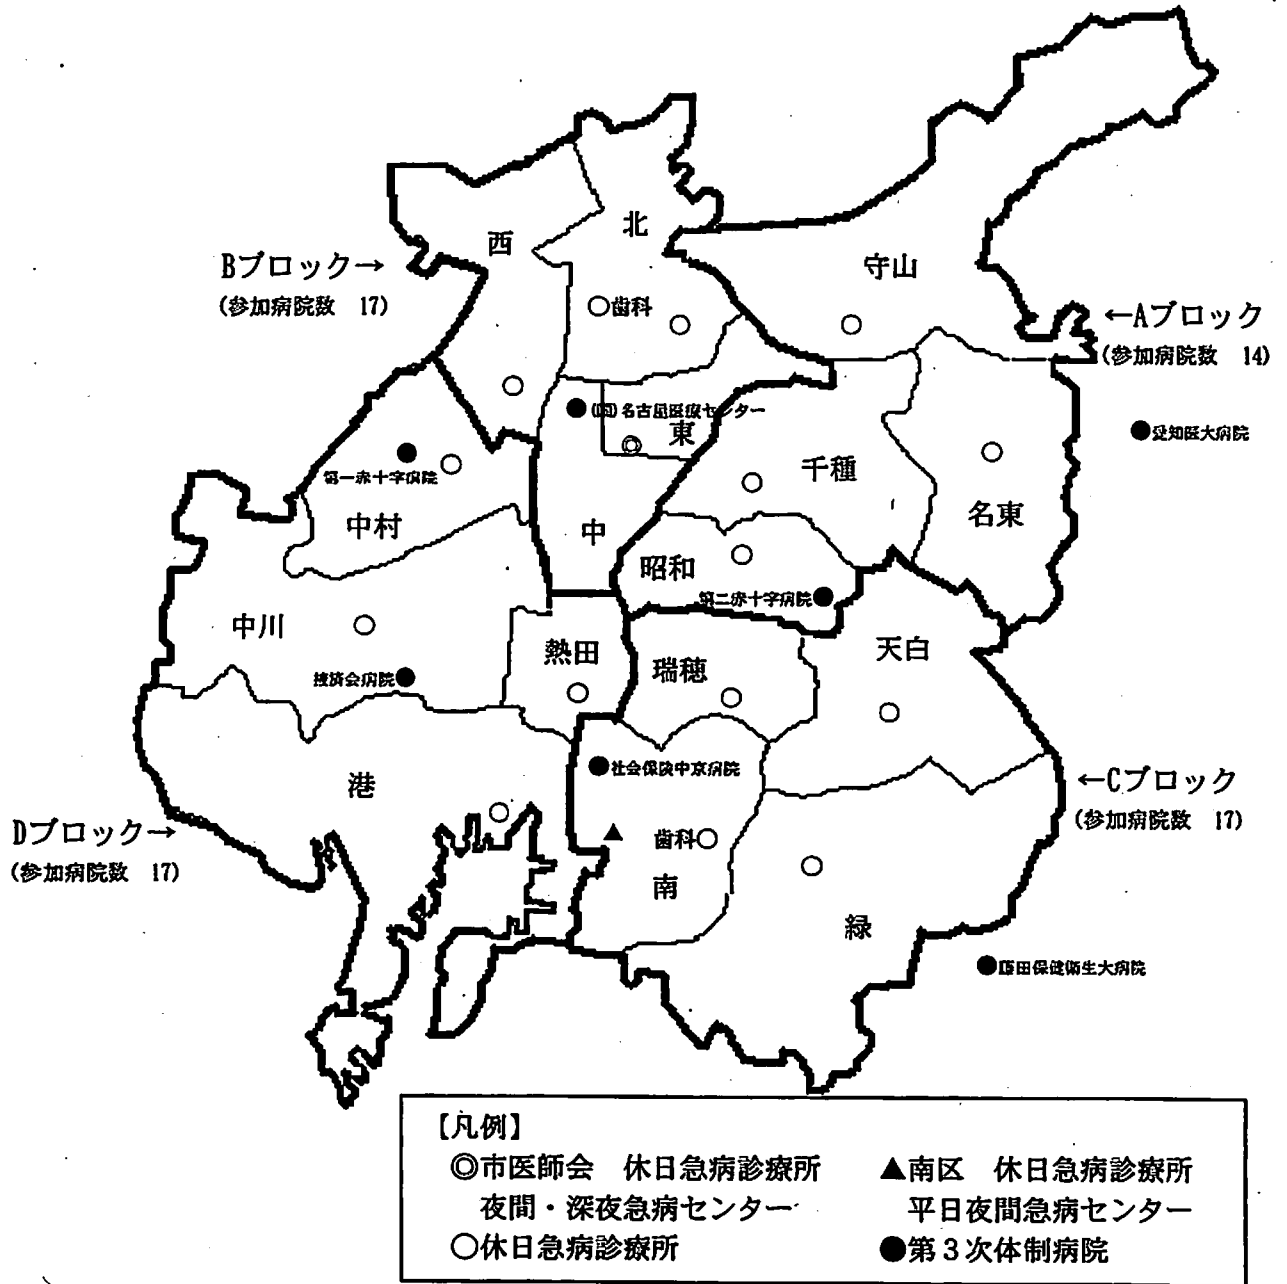 北
西
Bブロック→
(参加病院数 17)
守山
○歯科
←Aブロック
(参加病院数 14)
●(国)名古屋医療センター
東
●愛知医大病院
千種
第一赤十字病院
名東
中村
中
昭和
第二赤十字病院●
中川
熱田
天白
瑞穂
掖済会病院●
●社会保険中京病院
港
←Cブロック
(参加病院数 17)
Dブロック→
(参加病院数 17)
歯科○
南
緑
●藤田保健衛生大病院
【凡例】
◎市医師会 休日急病診療所
夜間・深夜急病センター
○休日急病診療所
▲南区 休日急病診療所
平日夜間急病センター
●第3次体制病院